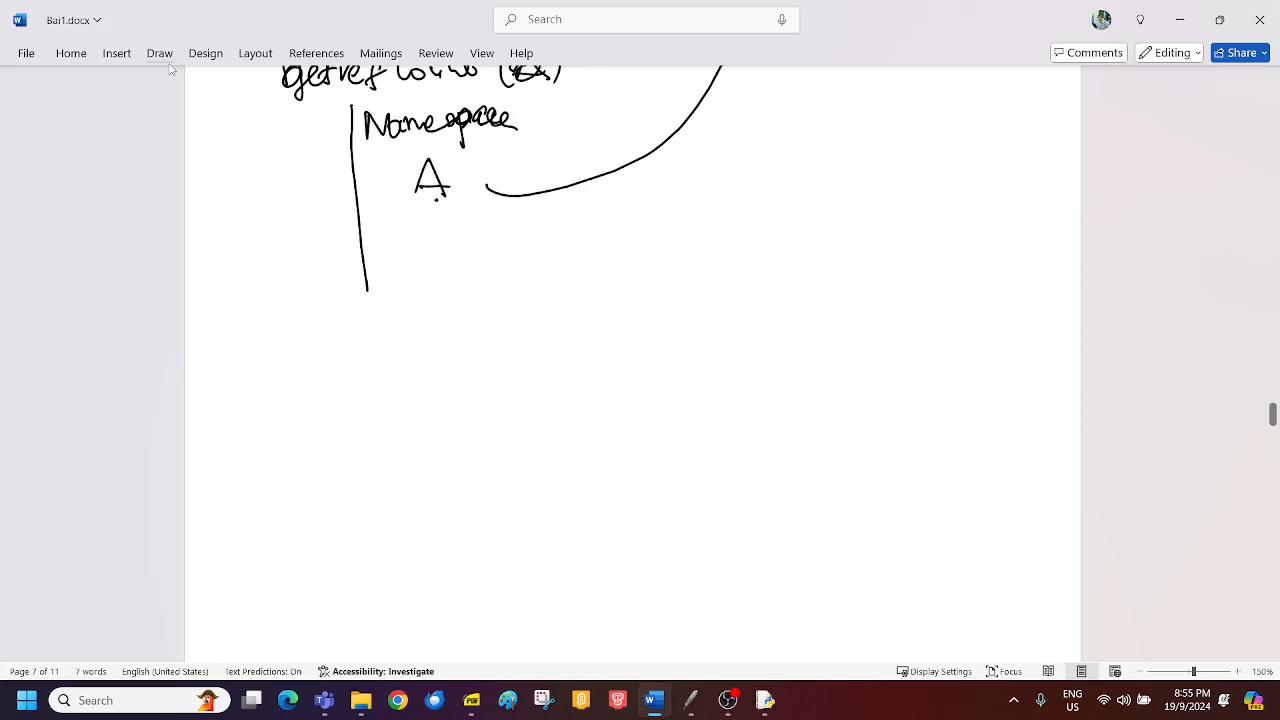 Bai1.docx
Search
File Home Insert Draw Design Layout References Mailings Review View Help
Comments Editing Share
Namespace
A
Page 7 of 11 7 words English (United States) Text Predictions: On Accessibility: Investigate
Display Settings Focus 150%
Search
ENG
US
8:55 PM
19/9/2024